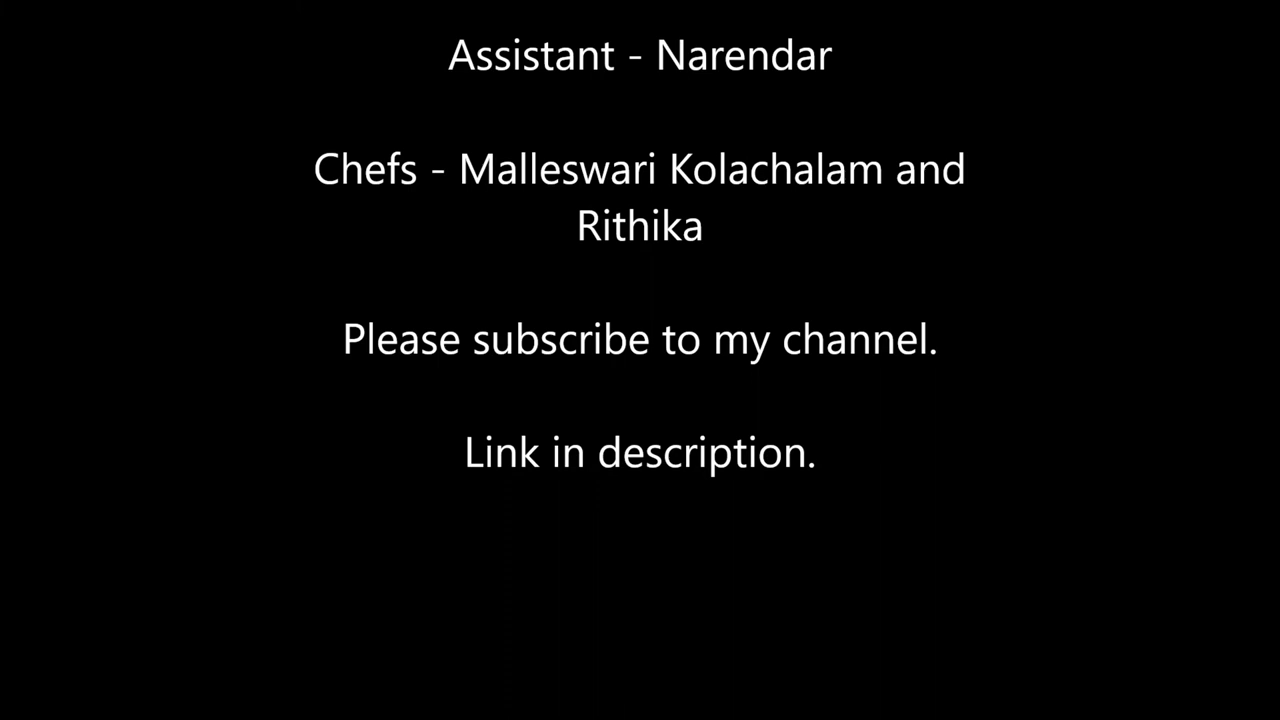 Assistant - Narendar
Chefs - Malleswari Kolachalam and
Rithika
Please subscribe to my channel.
Link in description.